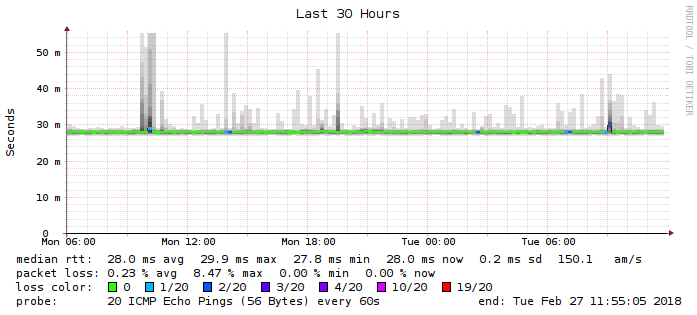 Last 30 Hours
RRDTOOL / TOBI OETIKER
Seconds
50 m
40 m
30 m
20 m
10 m
0
Mon 06:00 Mon 12:00 Mon 18:00 Tue 00:00 Tue 06:00
median rtt: 28.0 ms avg 29.9 ms max 27.8 ms min 28.0 ms now 0.2 ms sd 150.1 am/s
packet loss: 0.23 % avg 8.47 % max 0.00 % min 0.00 % now
loss color: 0 1/20 2/20 3/20 4/20 10/20 19/20
probe: 20 ICMP Echo Pings (56 Bytes) every 60s end: Tue Feb 27 11:55:05 2018